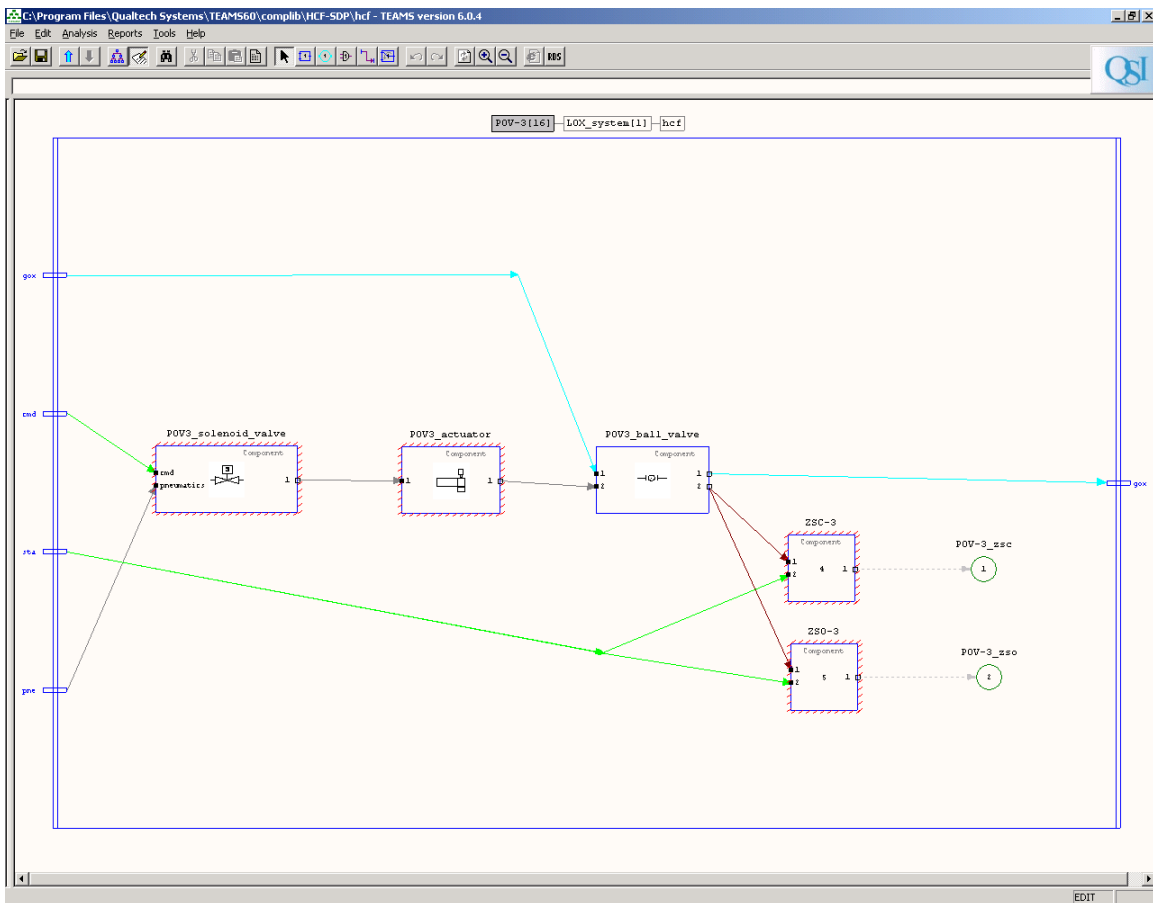 C:\Program Files\Qualtech Systems\TEAMS60\complib\HCF-SDP\hcf - TEAMS version 6.0.4
File Edit Analysis Reports Tools Help
RDS
QSI
POV-3[16] LOX_system[1] hcf
gox
cmd
POV3_solenoid_valve
Component
cmd
pneumatics
1
POV3_actuator
Component
1 1
POV3_ball_valve
Component
1 1
2 2
gox
sta
ZSC-3
Component
1
2 4 1
POV-3_zsc
1
ZSO-3
Component
1
2 5 1
POV-3_zso
2
pne
EDIT